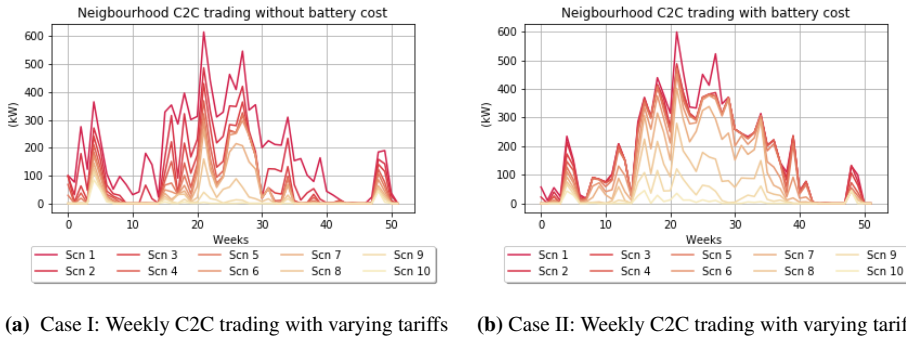 Neigbourhood C2C trading without battery cost
600
500
400
300
200
100
0
(kW)
0 10 20 30 40 50
Weeks
Scn 1 Scn 3 Scn 5 Scn 7 Scn 9
Scn 2 Scn 4 Scn 6 Scn 8 Scn 10
(a) Case I: Weekly C2C trading with varying tariffs
Neigbourhood C2C trading with battery cost
600
500
400
300
200
100
0
(kW)
0 10 20 30 40 50
Weeks
Scn 1 Scn 3 Scn 5 Scn 7 Scn 9
Scn 2 Scn 4 Scn 6 Scn 8 Scn 10
(b) Case II: Weekly C2C trading with varying tarif